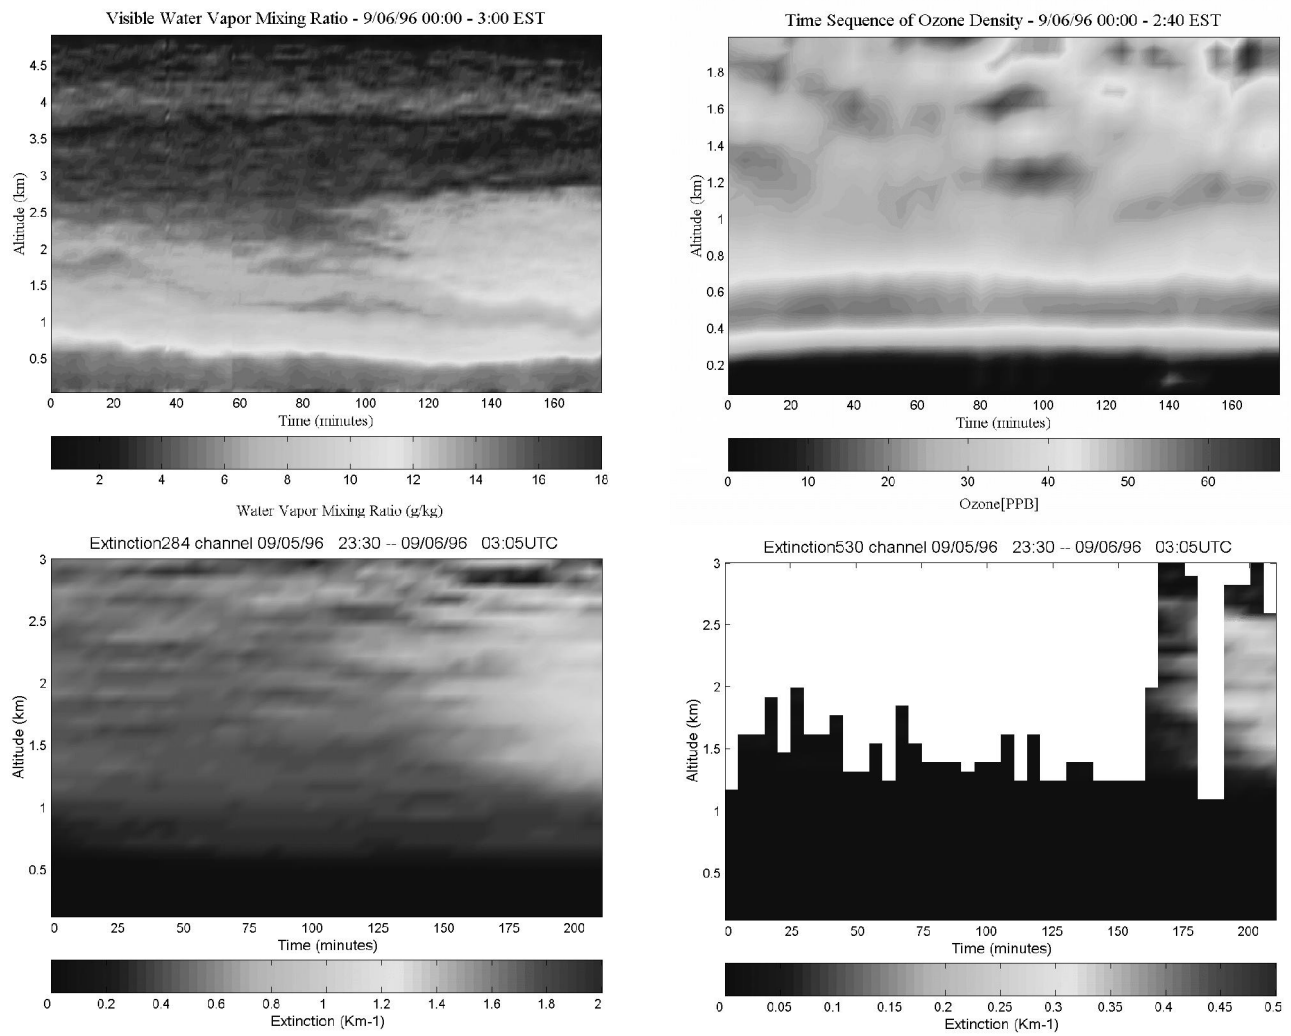 Visible Water Vapor Mixing Ratio - 9/06/96 00:00 - 3:00 EST
4.5
4
3.5
3
2.5
2
1.5
1
0.5
Altitude (km)
0 20 40 60 80 100 120 140 160
Time (minutes)
2 4 6 8 10 12 14 16 18
Water Vapor Mixing Ratio (g/kg)
Time Sequence of Ozone Density - 9/06/96 00:00 - 2:40 EST
1.8
1.6
1.4
1.2
1
0.8
0.6
0.4
0.2
Altitude (km)
0 20 40 60 80 100 120 140 160
Time (minutes)
0 10 20 30 40 50 60
Ozone[PPB]
Extinction284 channel 09/05/96 23:30 -- 09/06/96 03:05UTC
3
2.5
2
1.5
1
0.5
Altitude (km)
0 25 50 75 100 125 150 175 200
Time (minutes)
0 0.2 0.4 0.6 0.8 1 1.2 1.4 1.6 1.8 2
Extinction (Km-1)
Extinction530 channel 09/05/96 23:30 -- 09/06/96 03:05UTC
3
2.5
2
1.5
1
0.5
Altitude (km)
0 25 50 75 100 125 150 175 200
Time (minutes)
0 0.05 0.1 0.15 0.2 0.25 0.3 0.35 0.4 0.45 0.5
Extinction (Km-1)